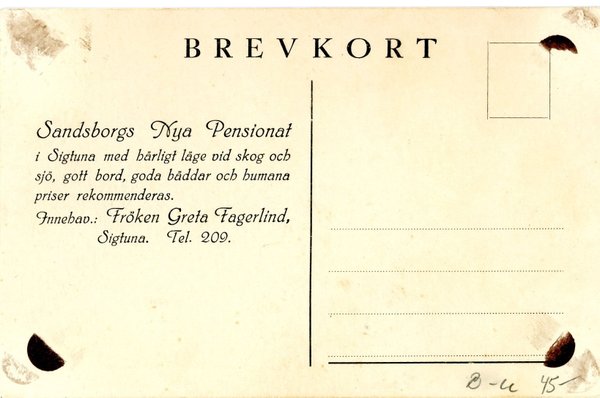 BREVKORT
Sandsborgs Nya Pensionat
i Sigtuna med härligt läge vid skog och
sjö, gott bord, goda bäddar och humana
priser rekommenderas.
Innehav.: Fröken Greta Fagerlind,
Sigtuna. Tel. 209.
B-u 45-